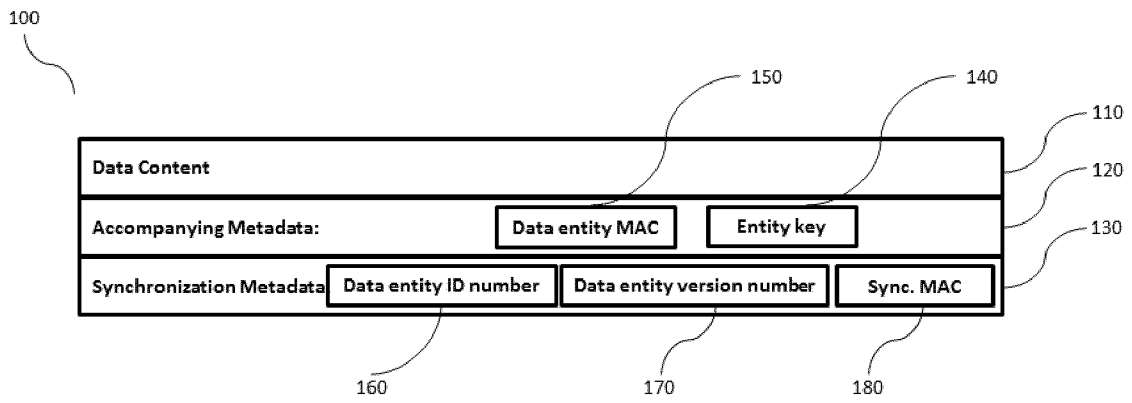 100
150
140
110
Data Content
120
Accompanying Metadata:
Data entity MAC
Entity key
130
Synchronization Metadata
Data entity ID number
Data entity version number
Sync. MAC
160
170
180